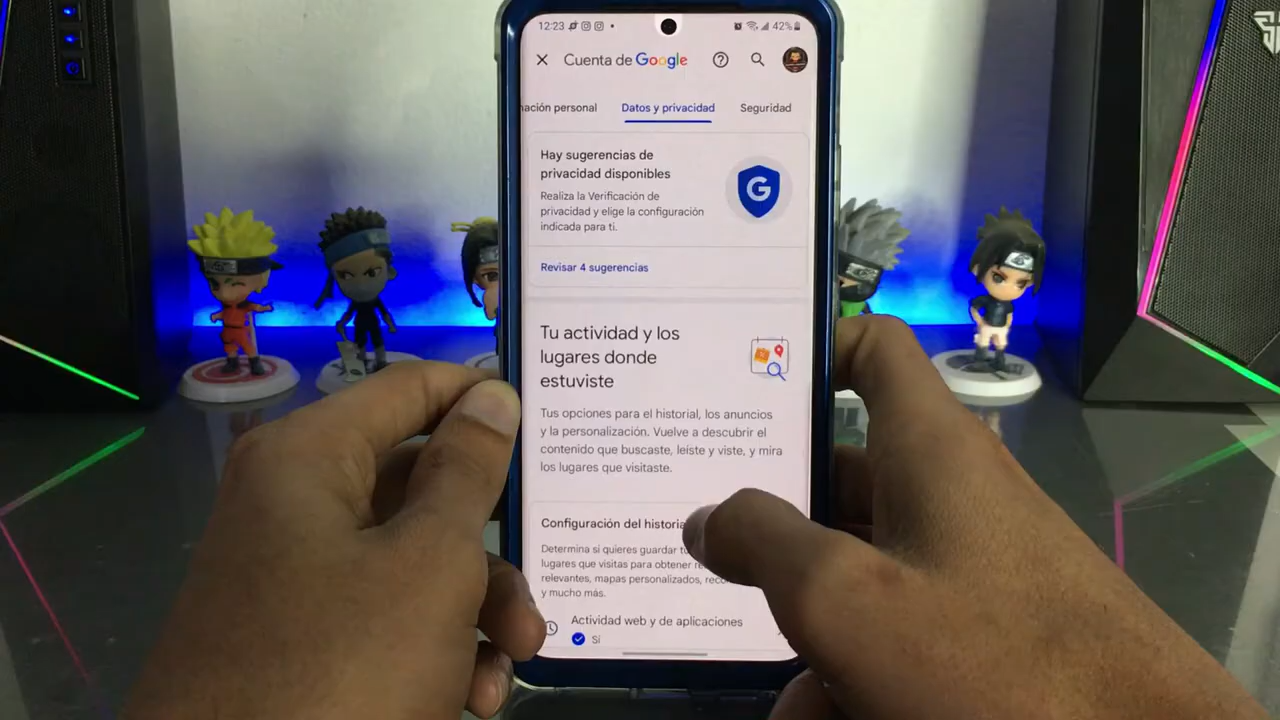 12:23
42%
Cuenta de Google
nación personal
Datos y privacidad
Seguridad
Hay sugerencias de
privacidad disponibles
Realiza la Verificación de
privacidad y elige la configuración
indicada para ti.
G
Revisar 4 sugerencias
Tu actividad y los
lugares donde
estuviste
Tus opciones para el historial, los anuncios
y la personalización. Vuelve a descubrir el
contenido que buscaste, leíste y viste, y mira
los lugares que visitaste.
Configuración del historia
Determina si quieres guardar
lugares que visitas para obtener
relevantes, mapas personalizados,
y mucho más.
Actividad web y de aplicaciones
Sí